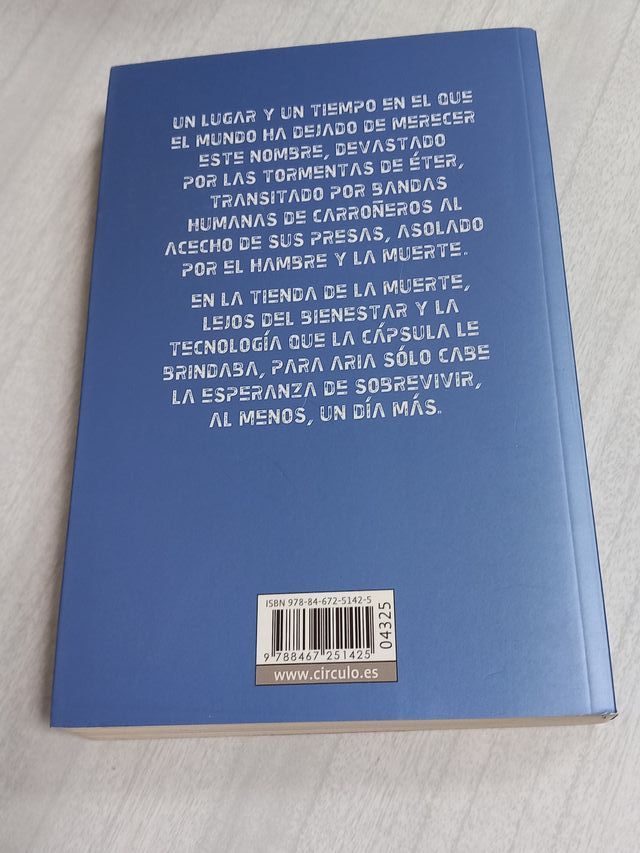 UN LUGAR Y UN TIEMPO EN EL QUE
EL MUNDO HA DEJADO DE MERECER
ESTE NOMBRE, DEVASTADO
POR LAS TORMENTAS DE ÉTER,
TRANSITADO POR BANDAS
HUMANAS DE CARROÑEROS AL
ACECHO DE SUS PRESAS, ASOLADO
POR EL HAMBRE Y LA MUERTE.
EN LA TIENDA DE LA MUERTE,
LEJOS DEL BIENESTAR Y LA
TECNOLOGÍA QUE LA CÁPSULA LE
BRINDABA, PARA ARIA SÓLO CABE
LA ESPERANZA DE SOBREVIVIR,
AL MENOS, UN DÍA MÁS.
ISBN 978-84-672-5142-5
04325
9 788467 251425
www.circulo.es